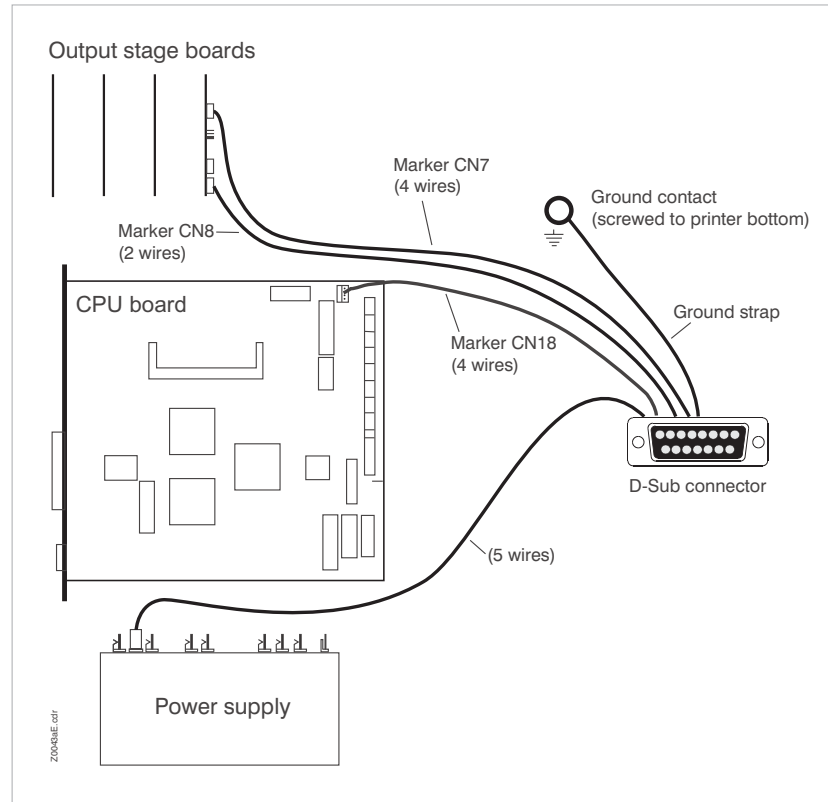 Output stage boards
Marker CN7
(4 wires)
Ground contact
(screwed to printer bottom)
Marker CN8
(2 wires)
CPU board
Ground strap
Marker CN18
(4 wires)
D-Sub connector
(5 wires)
Power supply
Z0043aE.cdr